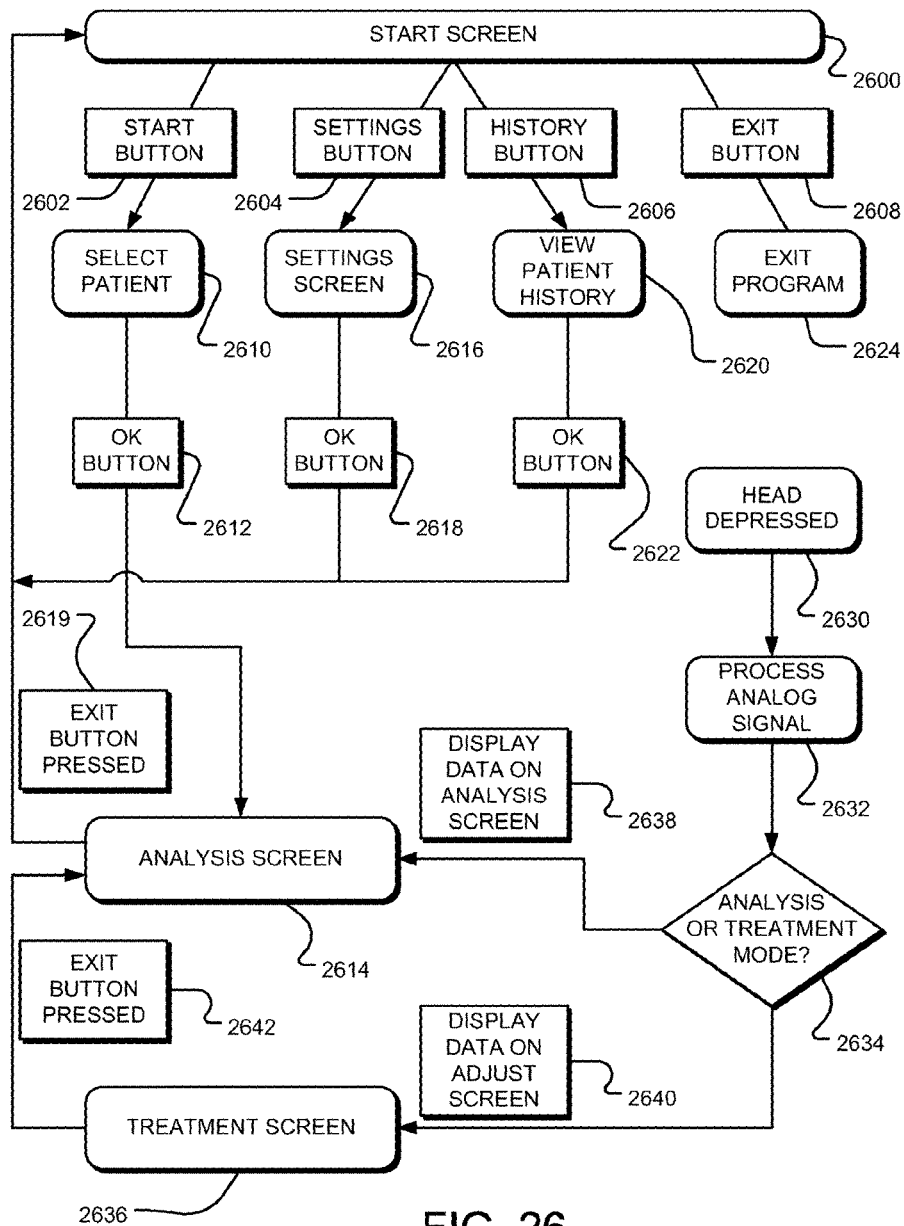 START SCREEN
2600
START
BUTTON
SETTINGS
BUTTON
HISTORY
BUTTON
EXIT
BUTTON
2602
2604
2606
2608
SELECT
PATIENT
SETTINGS
SCREEN
VIEW
PATIENT
HISTORY
EXIT
PROGRAM
2610
2616
2620
2624
OK
BUTTON
OK
BUTTON
OK
BUTTON
2612
2618
2622
HEAD
DEPRESSED
2630
2619
EXIT
BUTTON
PRESSED
PROCESS
ANALOG
SIGNAL
2632
DISPLAY
DATA ON
ANALYSIS
SCREEN
2638
ANALYSIS SCREEN
2614
ANALYSIS
OR TREATMENT
MODE?
2634
EXIT
BUTTON
PRESSED
2642
DISPLAY
DATA ON
ADJUST
SCREEN
2640
TREATMENT SCREEN
2636
FIG. 26